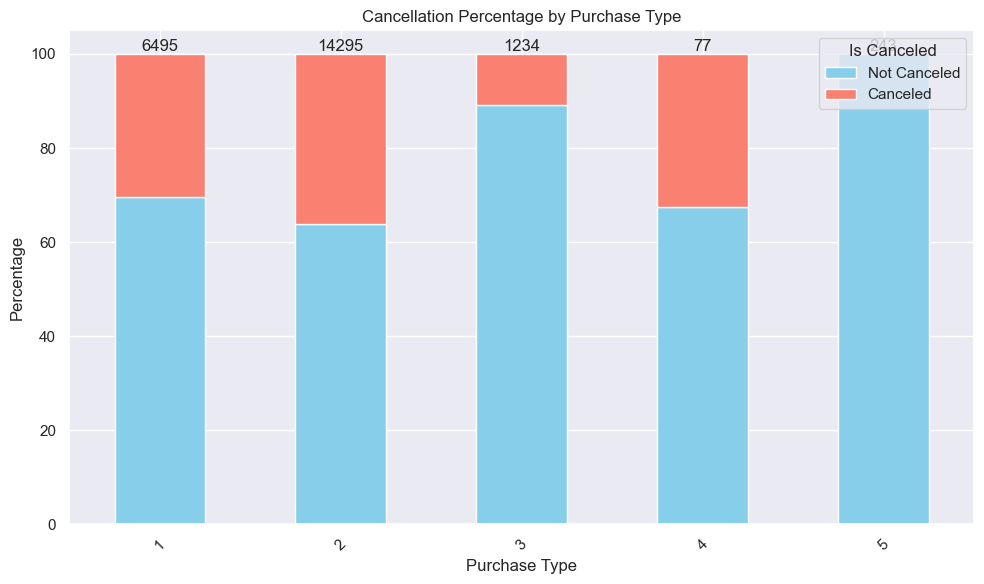 Cancellation Percentage by Purchase Type
6495
14295
1234
77
Is Canceled
Not Canceled
Canceled
Percentage
100
80
60
40
20
0
1
2
3
4
5
Purchase Type